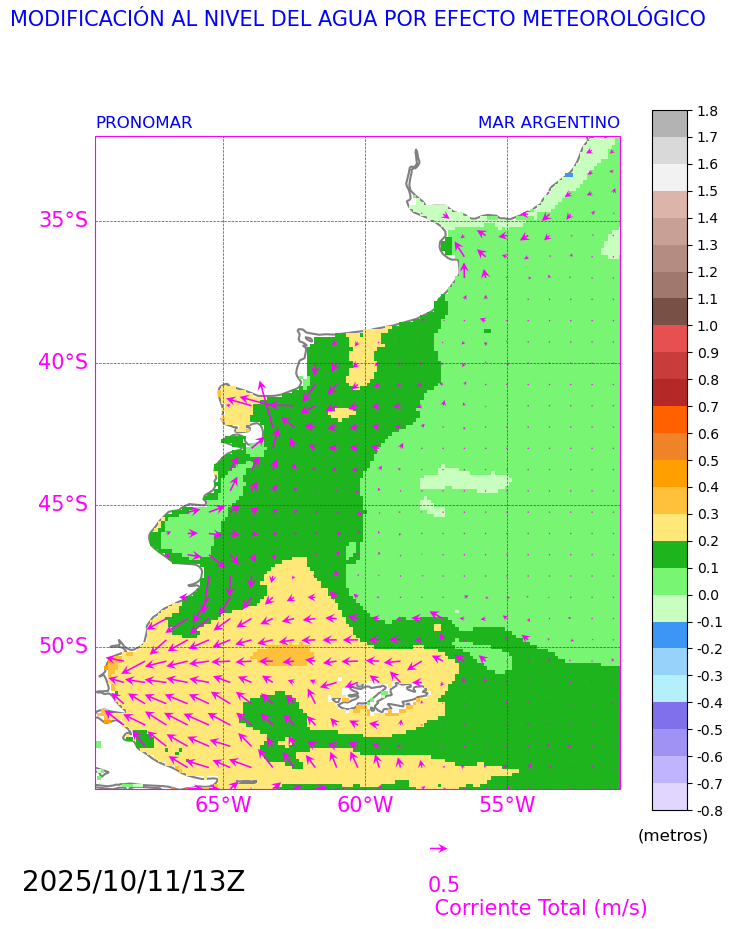 MODIFICACIÓN AL NIVEL DEL AGUA POR EFECTO METEOROLÓGICO
PRONOMAR
MAR ARGENTINO
35°S
40°S
45°S
50°S
65°W
60°W
55°W
1.8
1.7
1.6
1.5
1.4
1.3
1.2
1.1
1.0
0.9
0.8
0.7
0.6
0.5
0.4
0.3
0.2
0.1
0.0
-0.1
-0.2
-0.3
-0.4
-0.5
-0.6
-0.7
-0.8
(metros)
0.5
Corriente Total (m/s)
2025/10/11/13Z